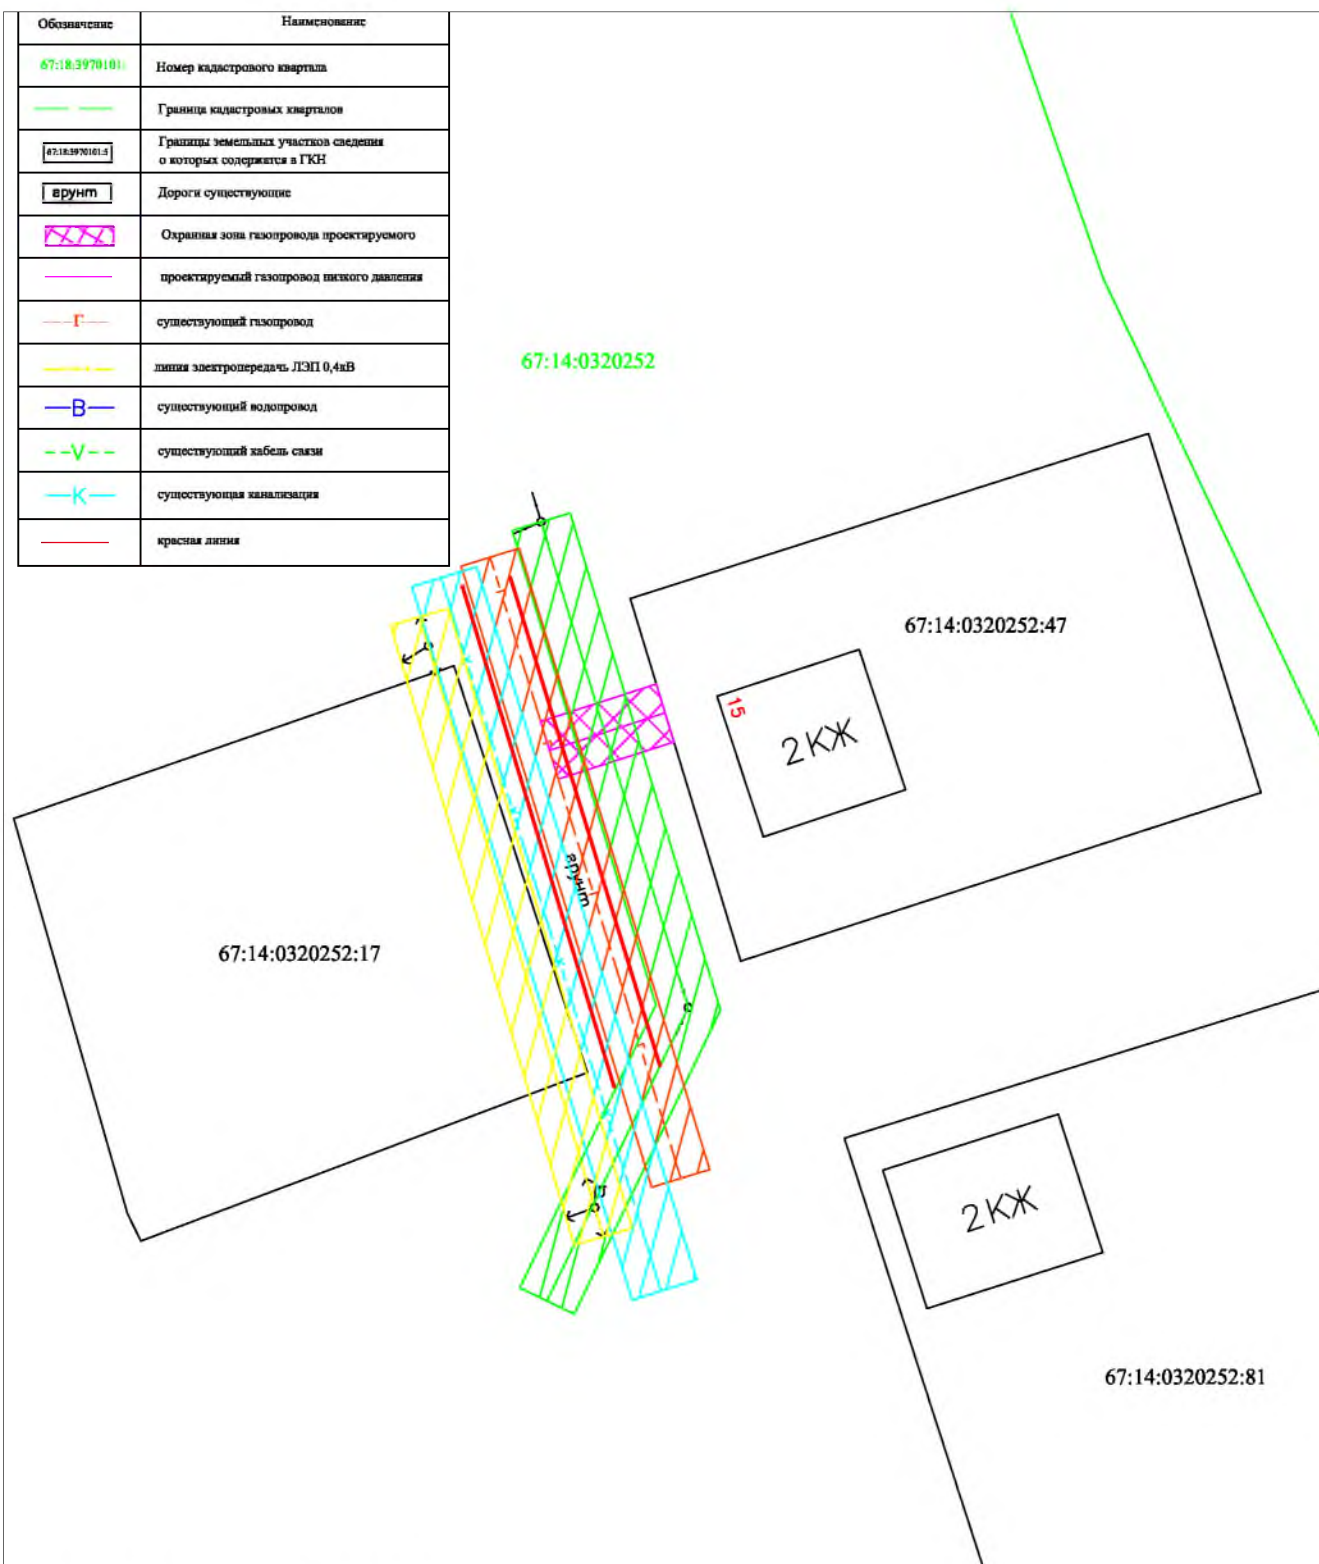 Обозначение Наименование
67:18:3970101: Номер кадастрового квартала
Граница кадастровых кварталов
67:18:3970101:5 Границы земельных участков сведения
о которых содержатся в ГКН
грунт Дороги существующие
Охранная зона газопровода проектируемого
проектируемый газопровод низкого давления
Г существующий газопровод
линия электропередачь ЛЭП 0,4кВ
В существующий водопровод
V существующий кабель связи
К существующая канализация
красная линия
67:14:0320252
67:14:0320252:47
15
2КЖ
грунт
67:14:0320252:17
2КЖ
67:14:0320252:81